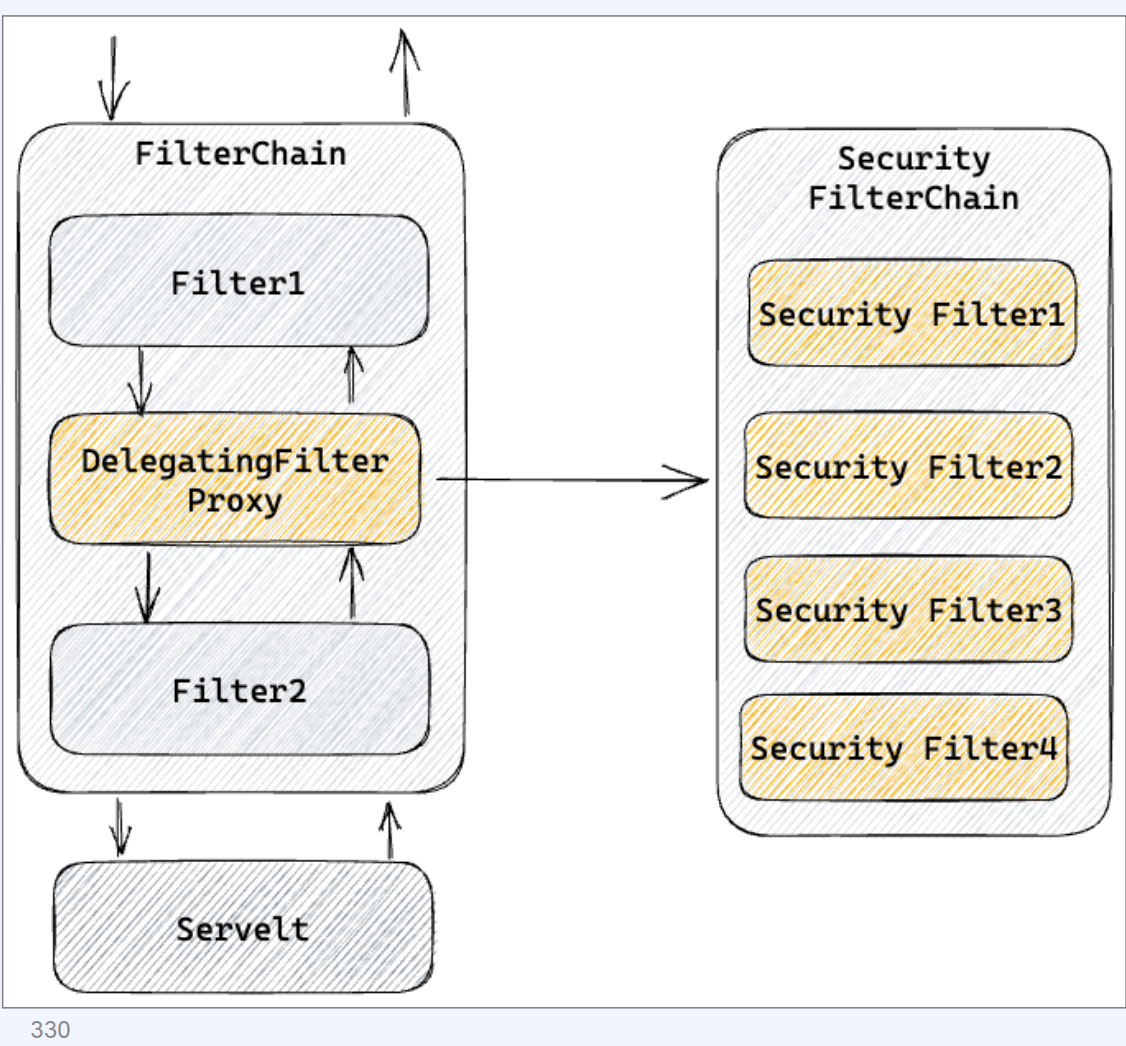 FilterChain
Filter1
DelegatingFilter
Proxy
Filter2
Servelt
Security
FilterChain
Security Filter1
Security Filter2
Security Filter3
Security Filter4
330